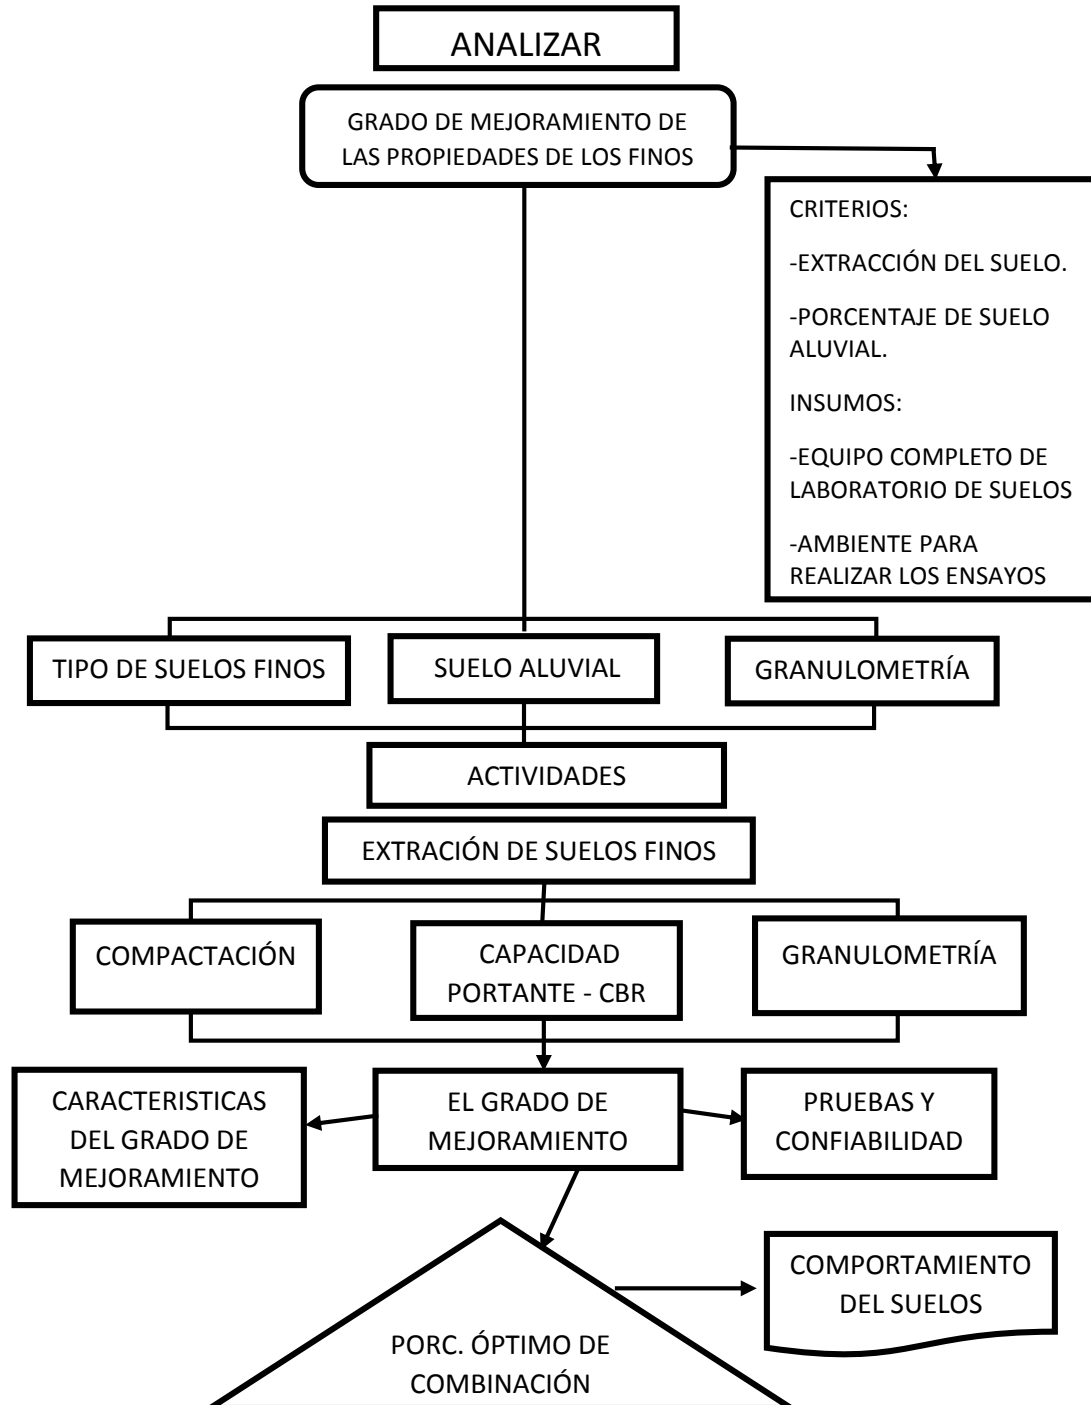 ANALIZAR
GRADO DE MEJORAMIENTO DE
LAS PROPIEDADES DE LOS FINOS
CRITERIOS:
-EXTRACCIÓN DEL SUELO.
-PORCENTAJE DE SUELO
ALUVIAL.
INSUMOS:
-EQUIPO COMPLETO DE
LABORATORIO DE SUELOS
-AMBIENTE PARA
REALIZAR LOS ENSAYOS
TIPO DE SUELOS FINOS
SUELO ALUVIAL
GRANULOMETRÍA
ACTIVIDADES
EXTRACIÓN DE SUELOS FINOS
COMPACTACIÓN
CAPACIDAD
PORTANTE - CBR
GRANULOMETRÍA
CARACTERISTICAS
DEL GRADO DE
MEJORAMIENTO
EL GRADO DE
MEJORAMIENTO
PRUEBAS Y
CONFIABILIDAD
COMPORTAMIENTO
DEL SUELOS
PORC. ÓPTIMO DE
COMBINACIÓN